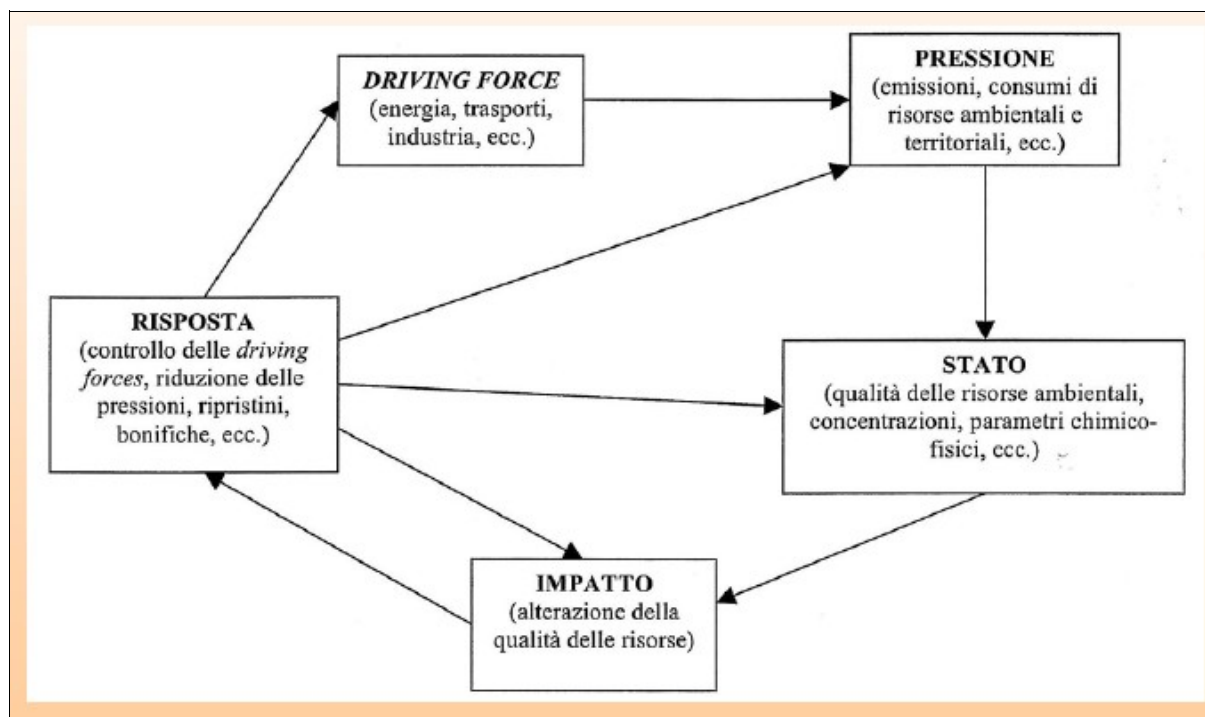 DRIVING FORCE
(energia, trasporti,
industria, ecc.)
PRESSIONE
(emissioni, consumi di
risorse ambientali e
territoriali, ecc.)
RISPOSTA
(controllo delle driving
forces, riduzione delle
pressioni, ripristini,
bonifiche, ecc.)
STATO
(qualità delle risorse ambientali,
concentrazioni, parametri chimico-
fisici, ecc.)
IMPATTO
(alterazione della
qualità delle risorse)